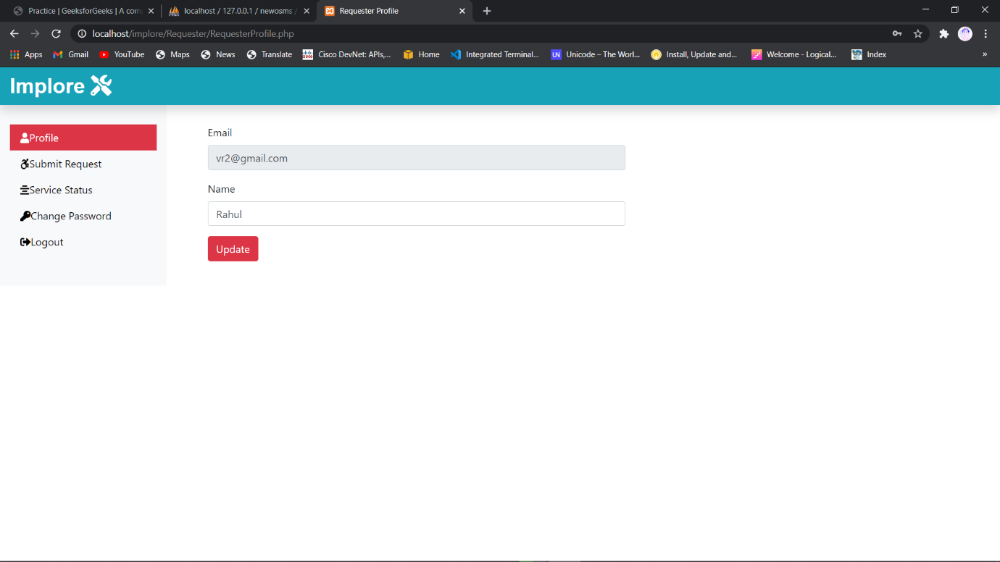 Practice | GeeksforGeeks | A com
localhost / 127.0.0.1 / newosms /
Requester Profile
localhost/implore/Requester/RequesterProfile.php
Apps
Gmail
YouTube
Maps
News
Translate
Cisco DevNet: APIs,...
Home
Integrated Terminal...
UN
Unicode – The Worl...
Install, Update and...
Welcome - Logical...
Index
»
Implore
Profile
Submit Request
Service Status
Change Password
Logout
Email
vr2@gmail.com
Name
Rahul
Update